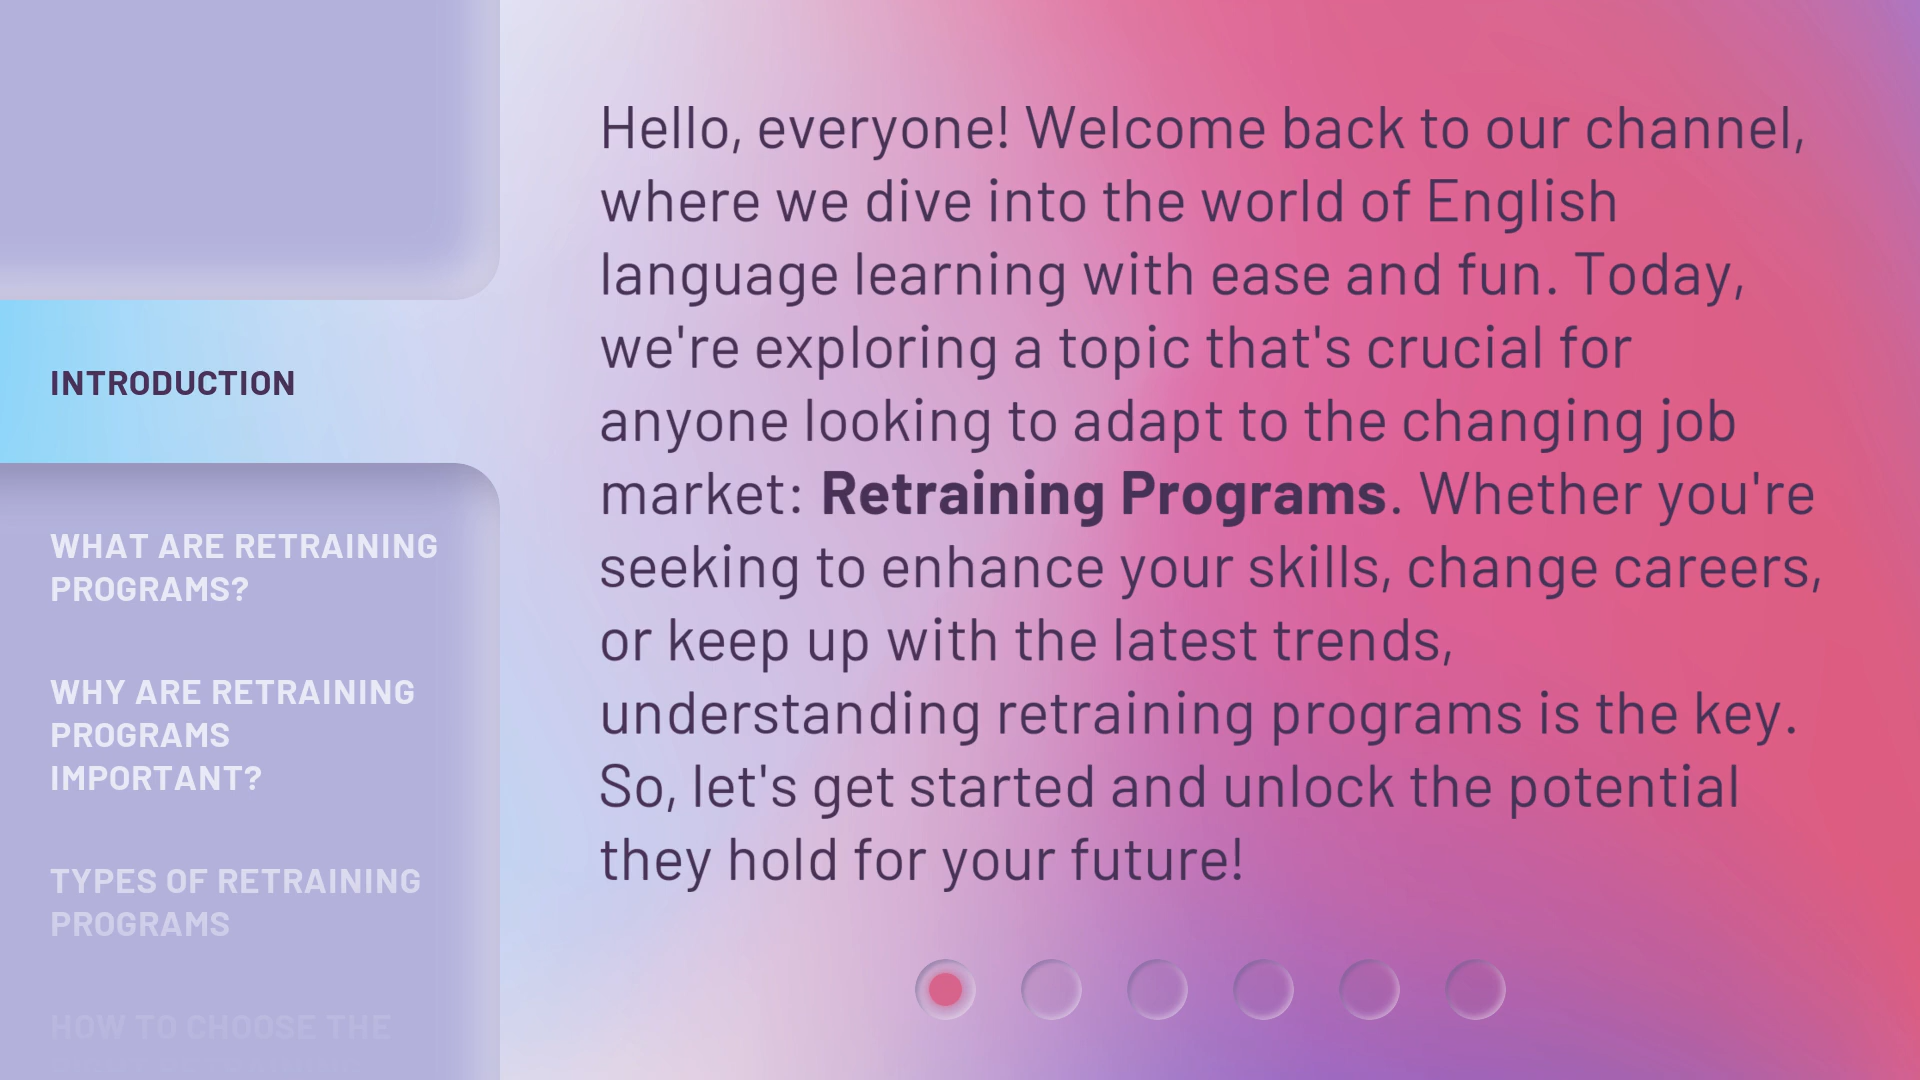 INTRODUCTION
WHAT ARE RETRAINING
PROGRAMS?
WHY ARE RETRAINING
PROGRAMS
IMPORTANT?
TYPES OF RETRAINING
PROGRAMS
HOW TO CHOOSE THE
Hello, everyone! Welcome back to our channel,
where we dive into the world of English
language learning with ease and fun. Today,
we're exploring a topic that's crucial for
anyone looking to adapt to the changing job
market: Retraining Programs. Whether you're
seeking to enhance your skills, change careers,
or keep up with the latest trends,
understanding retraining programs is the key.
So, let's get started and unlock the potential
they hold for your future!